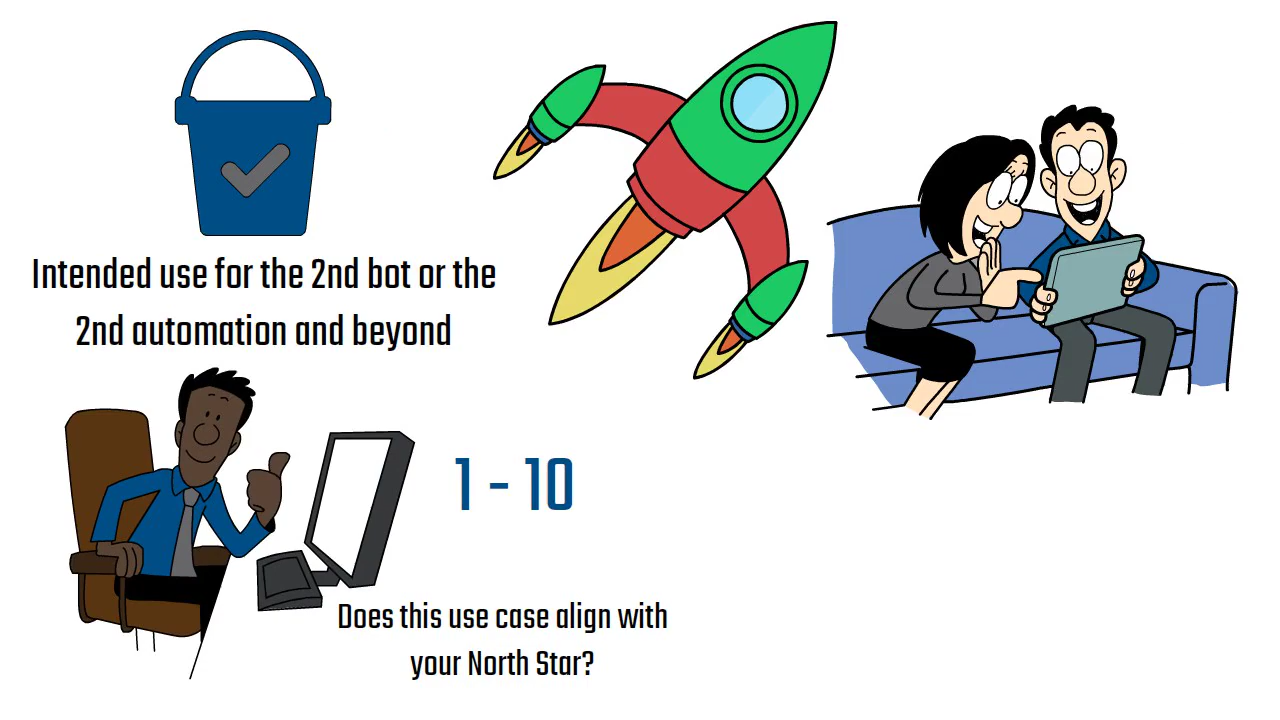 Intended use for the 2nd bot or the
2nd automation and beyond
1 - 10
Does this use case align with
your North Star?